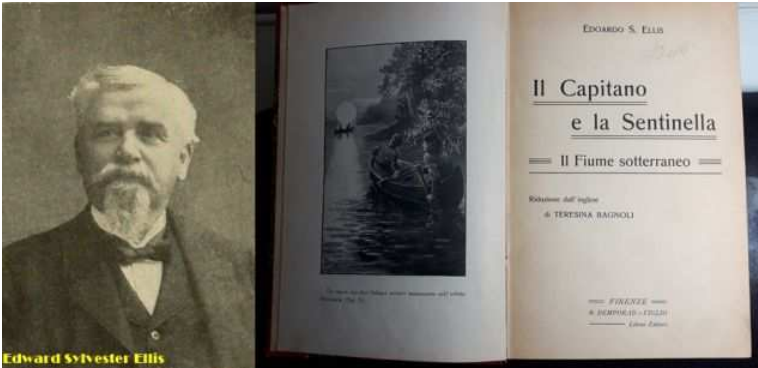 Edward Sylvester Ellis
EDOARDO S. ELLIS
Il Capitano
e la Sentinella
Il Fiume sotterraneo
Riduzione dall'inglese
di TERESINA BAGNOLI
FIRENZE
R. BEMPORAD & FIGLIO
Editori